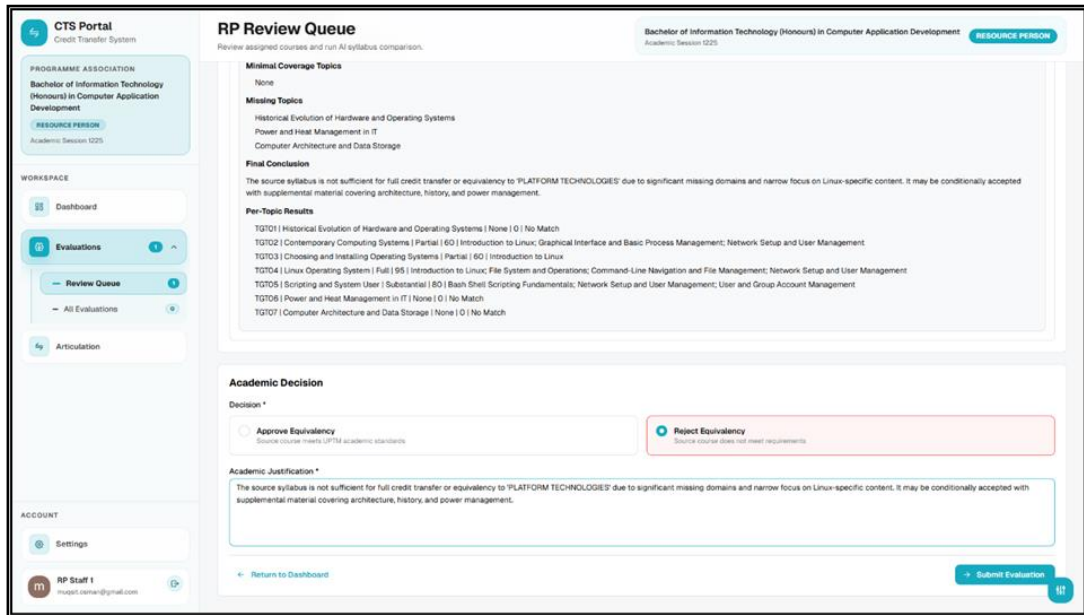 CTS Portal
Credit Transfer System
PROGRAMME ASSOCIATION
Bachelor of Information Technology
(Honours) in Computer Application
Development
RESOURCE PERSON
Academic Session 1225
WORKSPACE
Dashboard
Evaluations 1
Review Queue 1
All Evaluations 0
Articulation
ACCOUNT
Settings
m
RP Staff 1
muqsit.osman@gmail.com
RP Review Queue
Review assigned courses and run AI syllabus comparison.
Bachelor of Information Technology (Honours) in Computer Application Development
Academic Session 1225
RESOURCE PERSON
Minimal Coverage Topics
None
Missing Topics
Historical Evolution of Hardware and Operating Systems
Power and Heat Management in IT
Computer Architecture and Data Storage
Final Conclusion
The source syllabus is not sufficient for full credit transfer or equivalency to 'PLATFORM TECHNOLOGIES' due to significant missing domains and narrow focus on Linux-specific content. It may be conditionally accepted
with supplemental material covering architecture, history, and power management.
Per-Topic Results
TGT01 | Historical Evolution of Hardware and Operating Systems | None | 0 | No Match
TGT02 | Contemporary Computing Systems | Partial | 60 | Introduction to Linux; Graphical Interface and Basic Process Management; Network Setup and User Management
TGT03 | Choosing and Installing Operating Systems | Partial | 60 | Introduction to Linux
TGT04 | Linux Operating System | Full | 95 | Introduction to Linux; File System and Operations; Command-Line Navigation and File Management; Network Setup and User Management
TGT05 | Scripting and System User | Substantial | 80 | Bash Shell Scripting Fundamentals; Network Setup and User Management; User and Group Account Management
TGT06 | Power and Heat Management in IT | None | 0 | No Match
TGT07 | Computer Architecture and Data Storage | None | 0 | No Match
Academic Decision
Decision *
Approve Equivalency
Source course meets UPTM academic standards
Reject Equivalency
Source course does not meet requirements
Academic Justification *
The source syllabus is not sufficient for full credit transfer or equivalency to 'PLATFORM TECHNOLOGIES' due to significant missing domains and narrow focus on Linux-specific content. It may be conditionally accepted with
supplemental material covering architecture, history, and power management.
← Return to Dashboard
→ Submit Evaluation